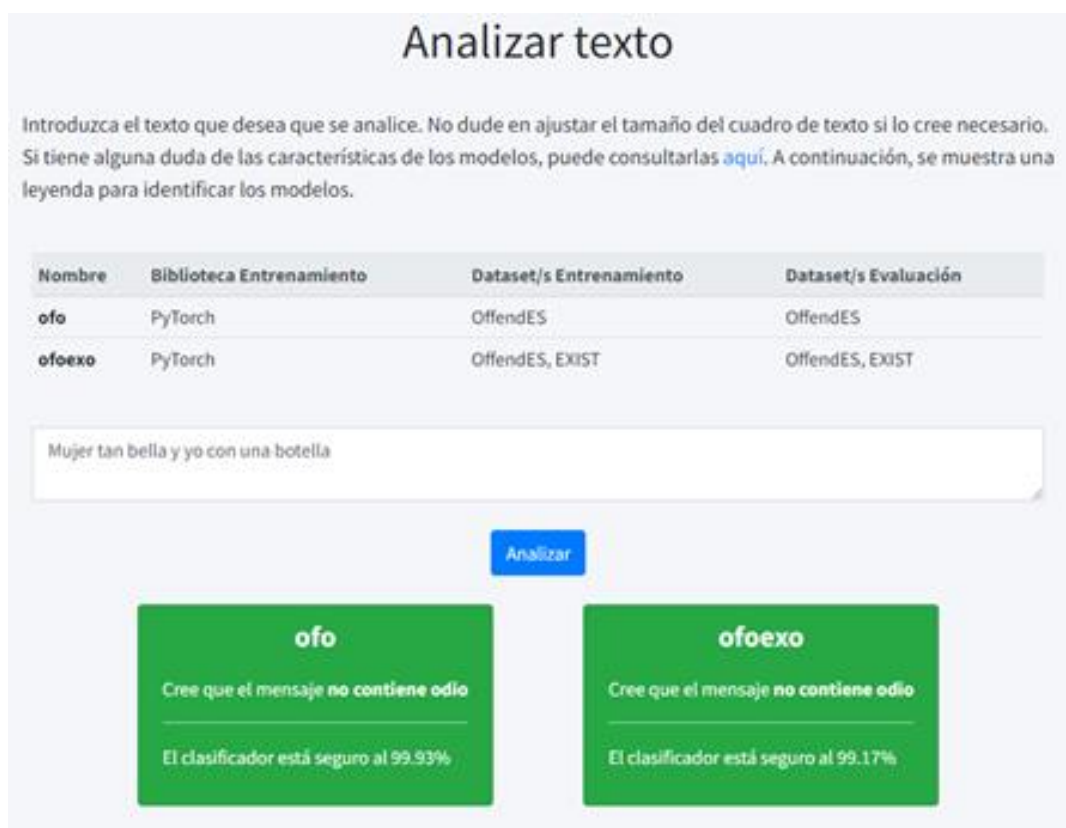 Analizar texto
Introduzca el texto que desea que se analice. No dude en ajustar el tamaño del cuadro de texto si lo cree necesario.
Si tiene alguna duda de las características de los modelos, puede consultarlas aquí. A continuación, se muestra una
leyenda para identificar los modelos.
Nombre Biblioteca Entrenamiento Dataset/s Entrenamiento Dataset/s Evaluación
ofo PyTorch OffendES OffendES
ofoexo PyTorch OffendES, EXIST OffendES, EXIST
Mujer tan bella y yo con una botella
Analizar
ofo
Cree que el mensaje no contiene odio
El clasificador está seguro al 99.93%
ofoexo
Cree que el mensaje no contiene odio
El clasificador está seguro al 99.17%